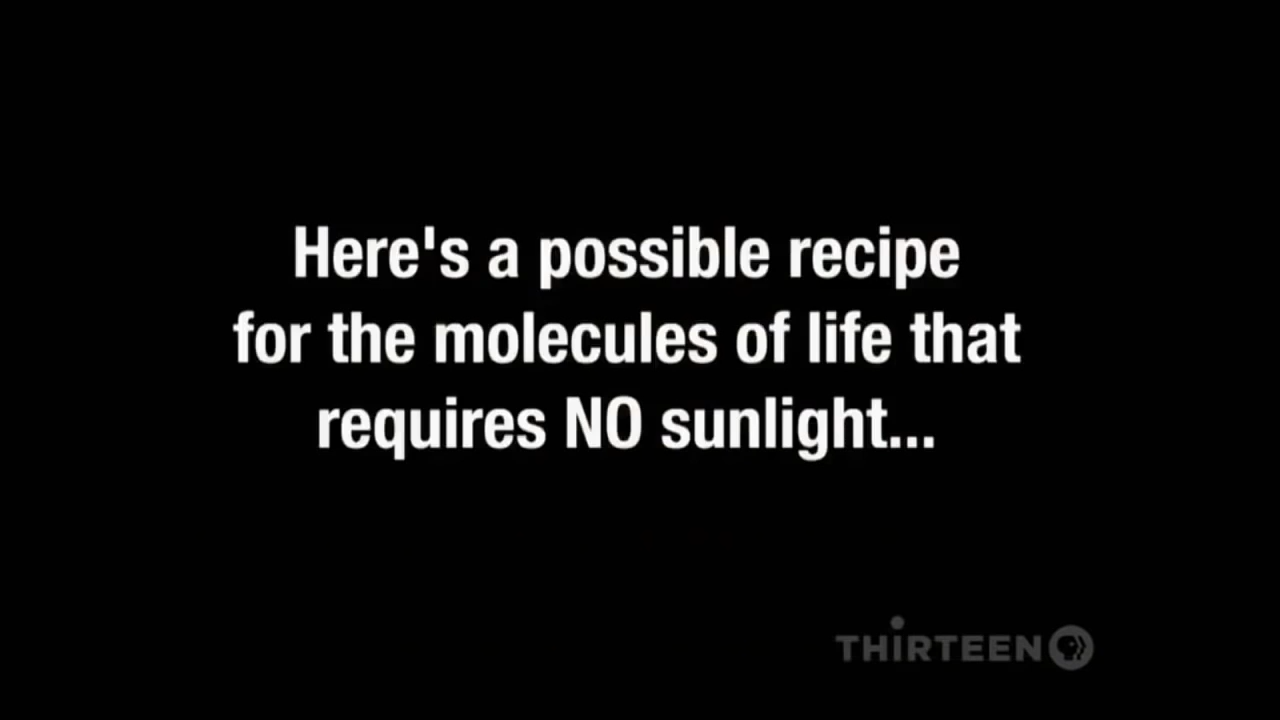 Here's a possible recipe
for the molecules of life that
requires NO sunlight...
THIRTEEN